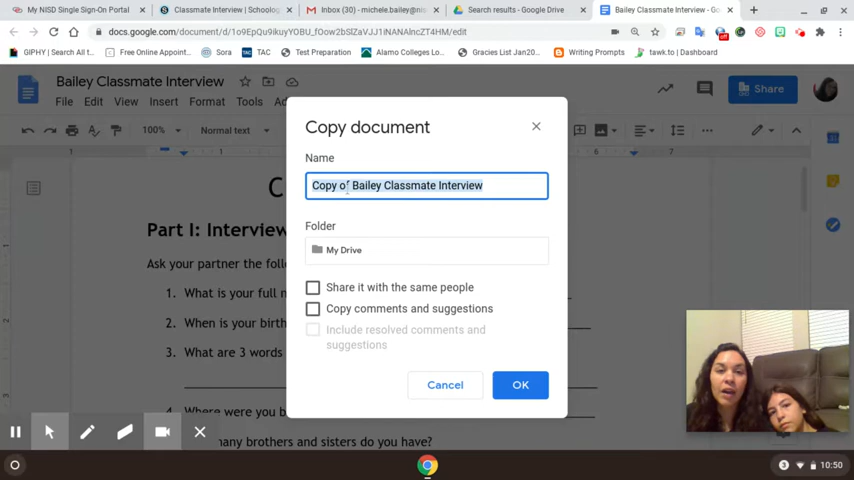 My NISD Single Sign-On Portal
Classmate Interview | Schoolog
Inbox (30) - michele.bailey@nis
Search results - Google Drive
Bailey Classmate Interview - Go
docs.google.com/document/d/
/edit
GIPHY | Search All t...
Free Online Appoint...
Sora
TAC
TAC
Test Preparation
Alamo Colleges Lo...
Gracies List Jan20...
Writing Prompts
tawk.to | Dashboard
Bailey Classmate Interview
File Edit View Insert Format Tools
Share
100%
Normal text
Copy document
Name
Copy of Bailey Classmate Interview
Folder
My Drive
Share it with the same people
Copy comments and suggestions
Include resolved comments and
suggestions
Cancel
OK
Part I: Interview
Ask your partner the foll
1. What is your full n
2. When is your birth
3. What are 3 words
4. Where were you b
many brothers and sisters do you have?
3
10:50